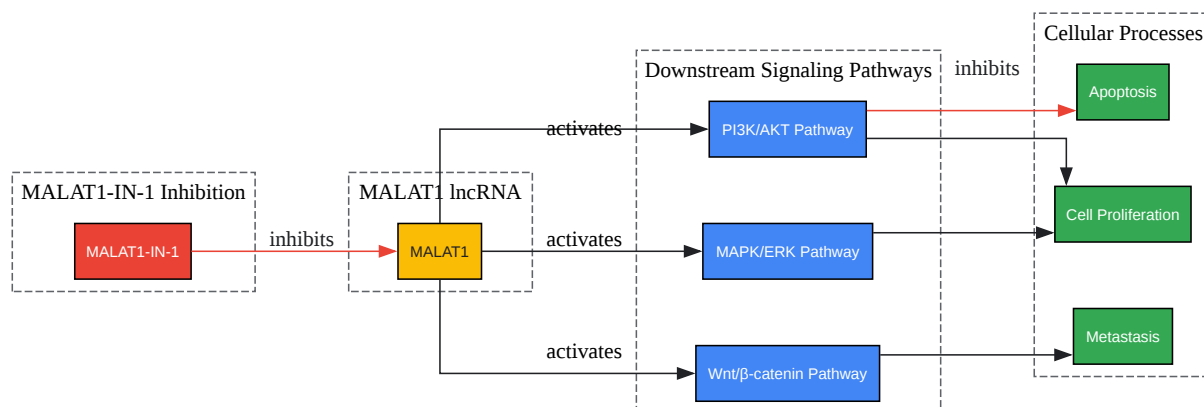 Cellular Processes
Downstream Signaling Pathways
inhibits
Apoptosis
activates
PI3K/AKT Pathway
MALAT1-IN-1 Inhibition
MALAT1 lncRNA
Cell Proliferation
MALAT1-IN-1
inhibits
MALAT1
activates
MAPK/ERK Pathway
Metastasis
activates
Wnt/β-catenin Pathway